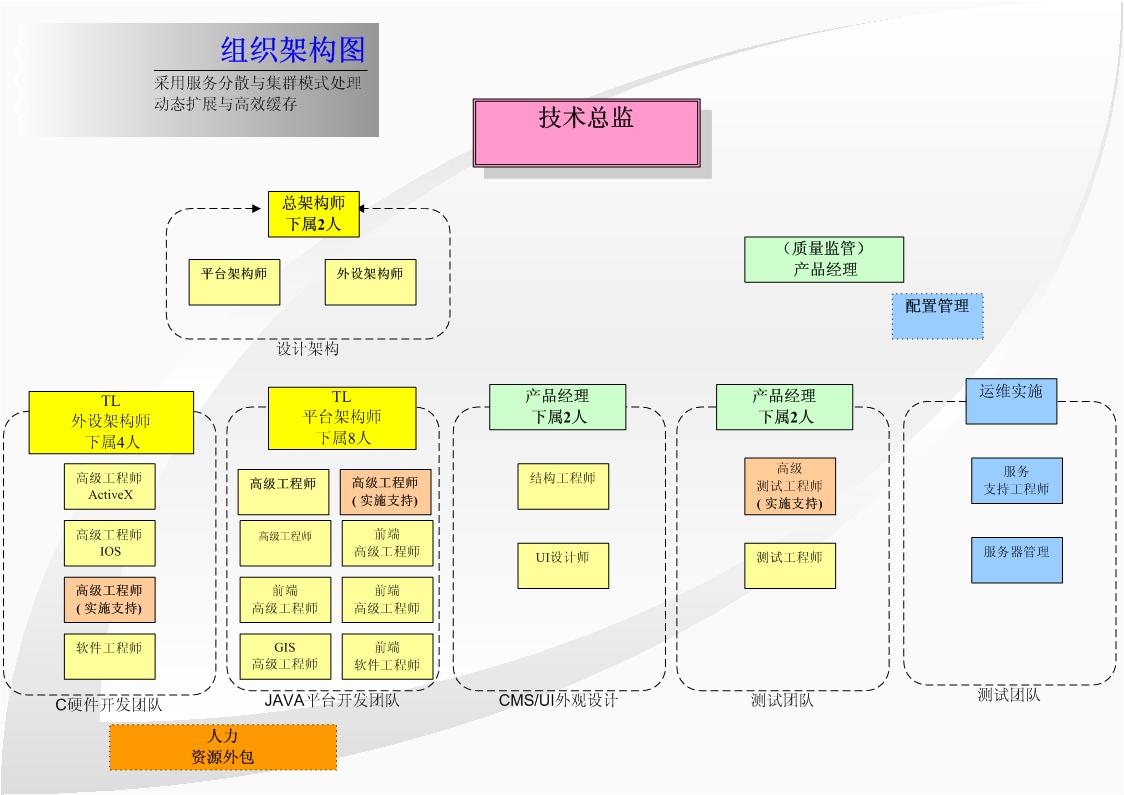 组织架构图
采用服务分散与集群模式处理
动态扩展与高效缓存
技术总监
总架构师
下属2人
平台架构师
外设架构师
设计架构
（质量监管）
产品经理
配置管理
TL
外设架构师
下属4人
高级工程师
ActiveX
高级工程师
IOS
高级工程师
( 实施支持)
软件工程师
C硬件开发团队
TL
平台架构师
下属8人
高级工程师
高级工程师
( 实施支持)
高级工程师
前端
高级工程师
前端
高级工程师
前端
高级工程师
GIS
高级工程师
前端
软件工程师
JAVA平台开发团队
产品经理
下属2人
结构工程师
UI设计师
CMS/UI外观设计
产品经理
下属2人
高级
测试工程师
( 实施支持)
测试工程师
测试团队
运维实施
服务
支持工程师
服务器管理
测试团队
人力
资源外包